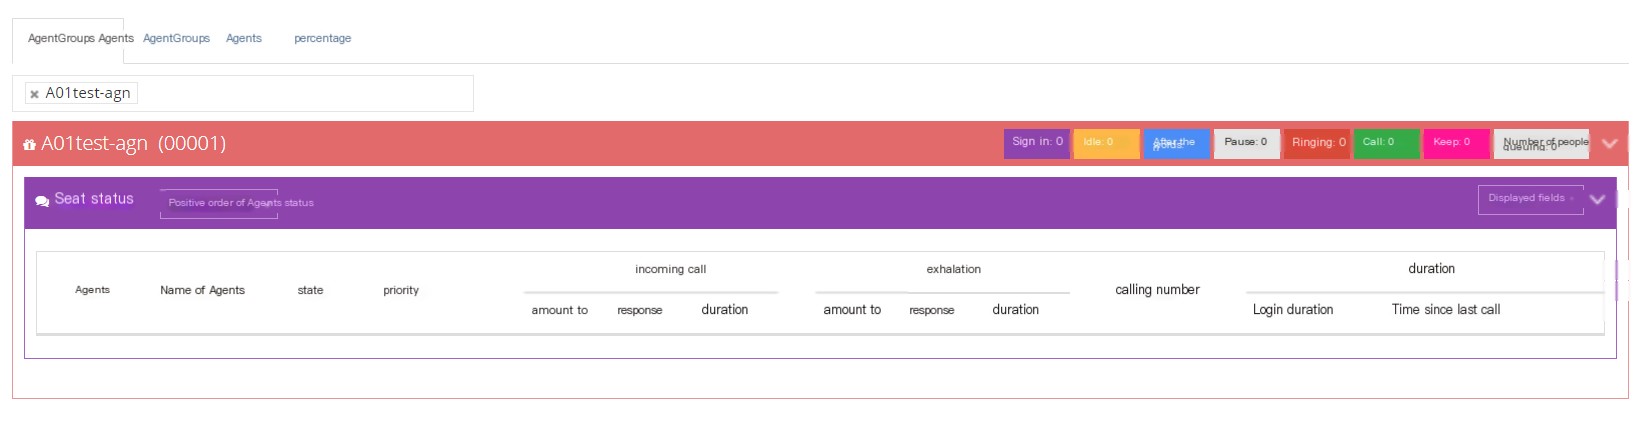 AgentGroups Agents AgentGroups Agents percentage
A01test-agn
A01test-agn (00001) Sign in: 0 Idle: 0 After the Pause: 0 Ringing: 0 Call: 0 Keep: 0 Number of people
queuing: 0
Seat status Positive order of Agents status Displayed fields
incoming call exhalation duration
Agents Name of Agents state priority calling number
amount to response duration amount to response duration Login duration Time since last call